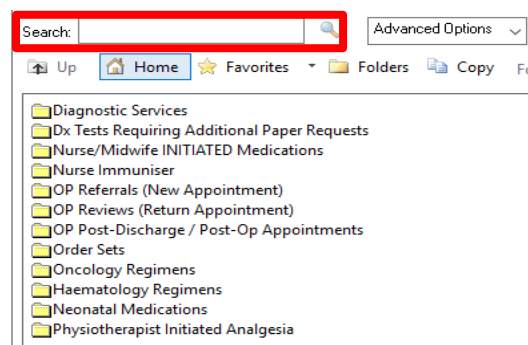 Search: Advanced Options
Up Home Favorites Folders Copy
Diagnostic Services
Dx Tests Requiring Additional Paper Requests
Nurse/Midwife INITIATED Medications
Nurse Immuniser
OP Referrals (New Appointment)
OP Reviews (Return Appointment)
OP Post-Discharge / Post-Op Appointments
Order Sets
Oncology Regimens
Haematology Regimens
Neonatal Medications
Physiotherapist Initiated Analgesia